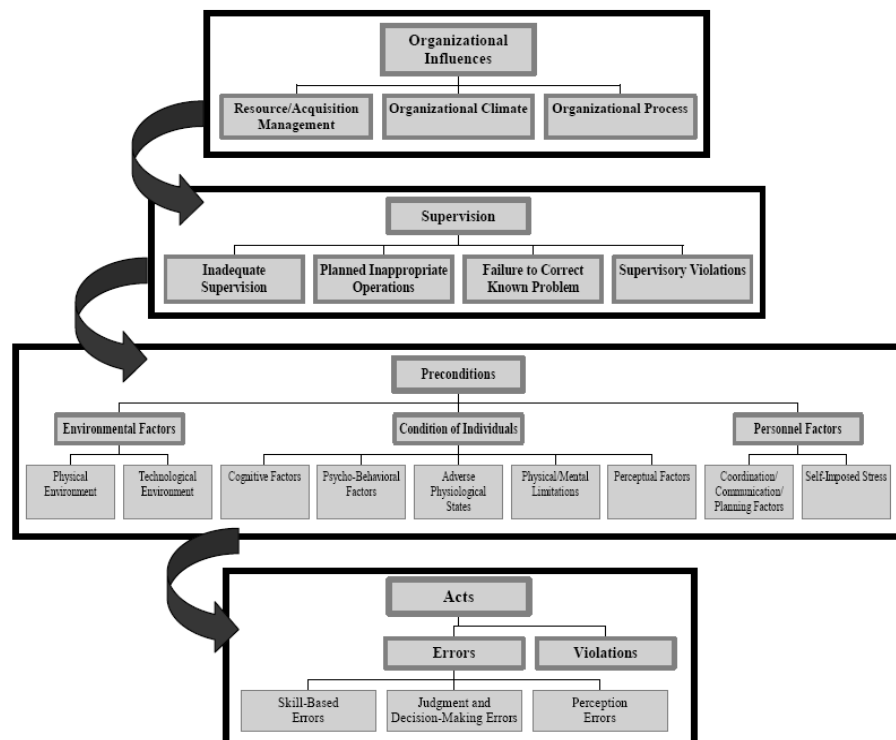 Organizational
Influences
Resource/Acquisition
Management
Organizational Climate
Organizational Process
Supervision
Inadequate
Supervision
Planned Inappropriate
Operations
Failure to Correct
Known Problem
Supervisory Violations
Preconditions
Environmental Factors
Condition of Individuals
Personnel Factors
Physical
Environment
Technological
Environment
Cognitive Factors
Psycho-Behavioral
Factors
Adverse
Physiological
States
Physical/Mental
Limitations
Perceptual Factors
Coordination/
Communication/
Planning Factors
Self-Imposed Stress
Acts
Errors
Violations
Skill-Based
Errors
Judgment and
Decision-Making Errors
Perception
Errors